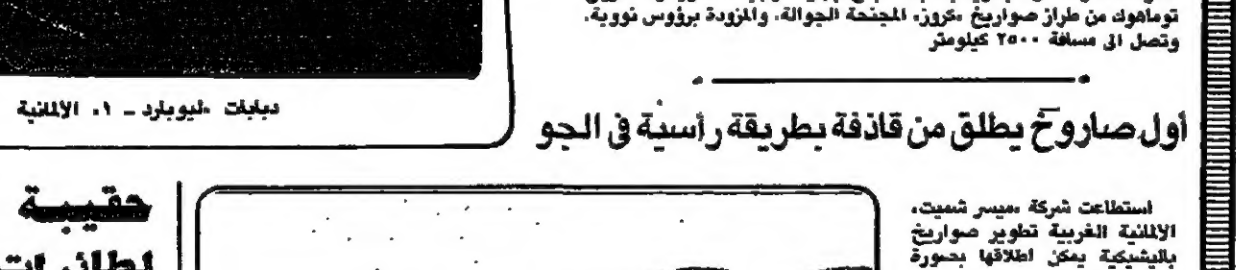 توماهوك من طراز صواريخ «كروز» المجنحة الجوالة، والمزودة برؤوس نووية،
وتصل الى مسافة ٢٥٠٠ كيلومتر
أول صاروخ يطلق من قاذفة بطريقة رأسية في الجو
استطاعت شركة «ميسر شميت»
الألمانية الغربية تطوير صواريخ
باليستيكية يمكن اطلاقها بصورة
دبابات «ليوبارد - ١» الالمانية
حقيبة